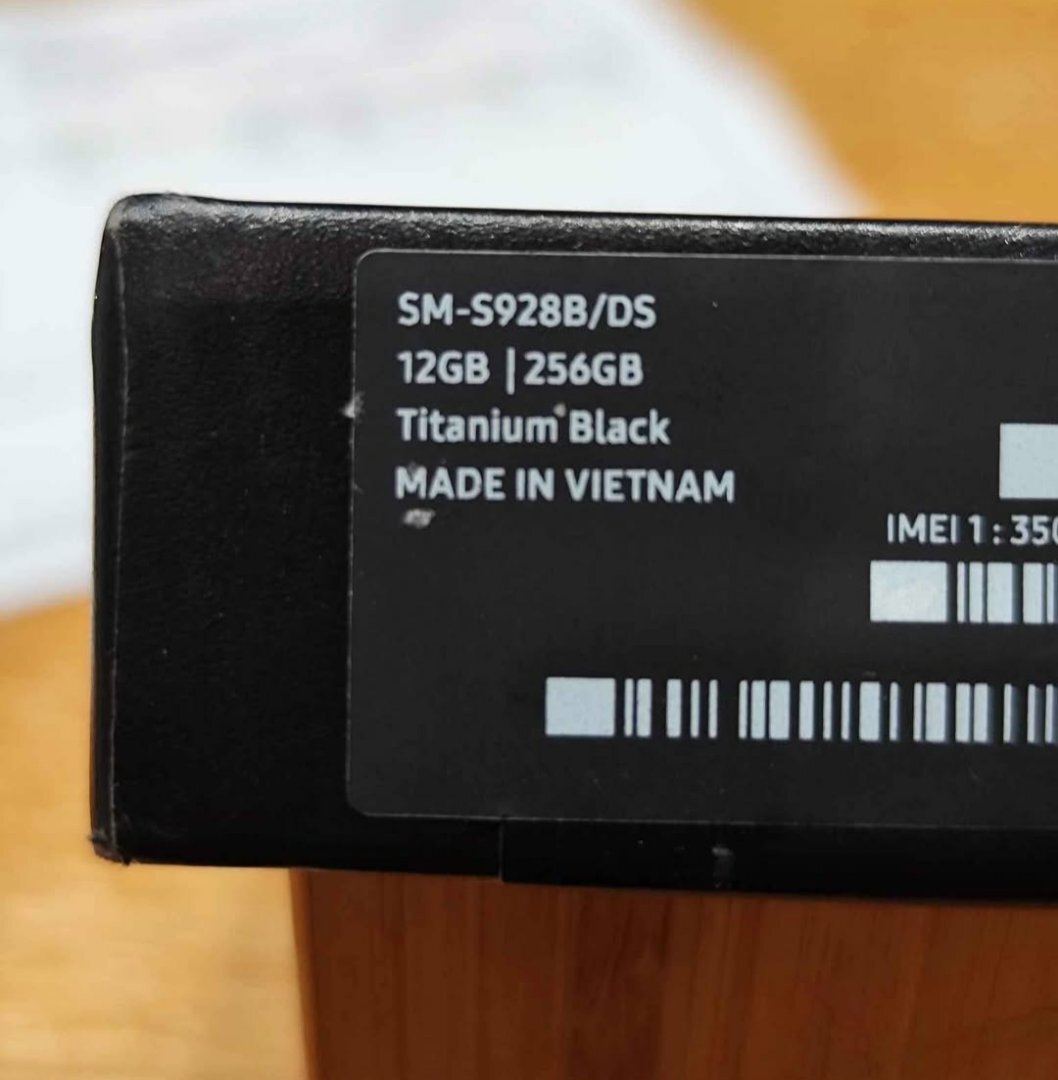 SM-S928B/DS
12GB | 256GB
Titanium Black
MADE IN VIETNAM
IMEI 1 : 350